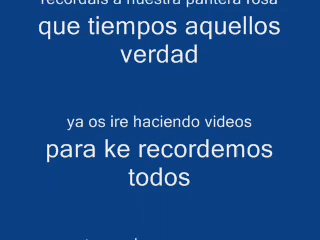 recordais a nuestra pantera rosa
que tiempos aquellos
verdad
ya os ire haciendo videos
para ke recordemos
todos